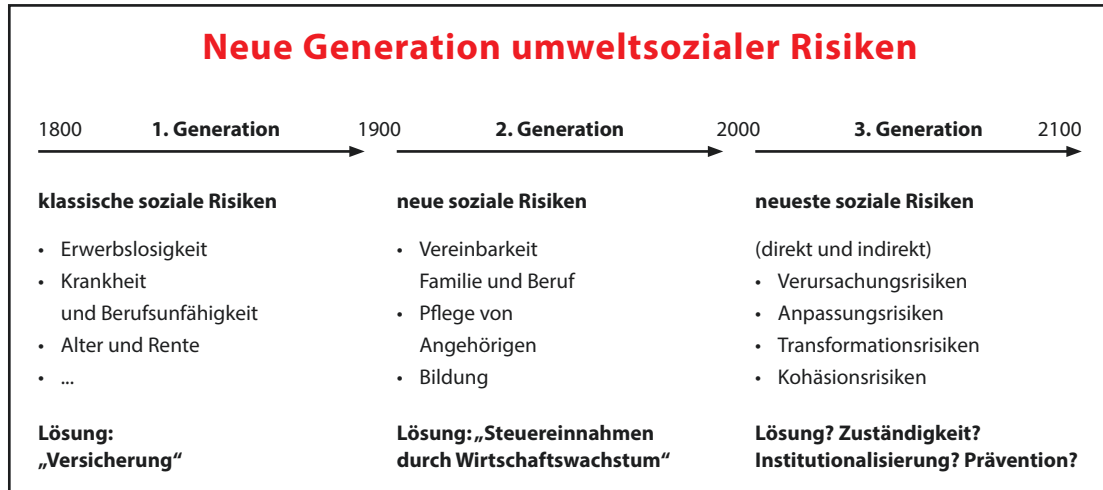 Neue Generation umweltsozialer Risiken
1800 1. Generation 1900 2. Generation 2000 3. Generation 2100
klassische soziale Risiken
• Erwerbslosigkeit
• Krankheit
und Berufsunfähigkeit
• Alter und Rente
• ...
Lösung:
„Versicherung“
neue soziale Risiken
• Vereinbarkeit
Familie und Beruf
• Pflege von
Angehörigen
• Bildung
Lösung: „Steuereinnahmen
durch Wirtschaftswachstum“
neueste soziale Risiken
(direkt und indirekt)
• Verursachungsrisiken
• Anpassungsrisiken
• Transformationsrisiken
• Kohäsionsrisiken
Lösung? Zuständigkeit?
Institutionalisierung? Prävention?